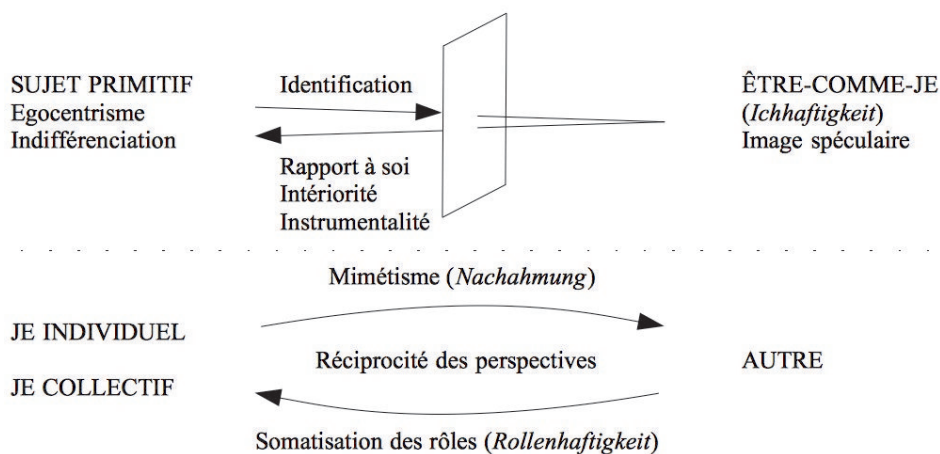 SUJET PRIMITIF
Egocentrisme
Indifférenciation
Identification
Rapport à soi
Intériorité
Instrumentalité
ÊTRE-COMME-JE
(Ichhaftigkeit)
Image spéculaire
Mimétisme (Nachahmung)
JE INDIVIDUEL
JE COLLECTIF
Réciprocité des perspectives
AUTRE
Somatisation des rôles (Rollenhaftigkeit)